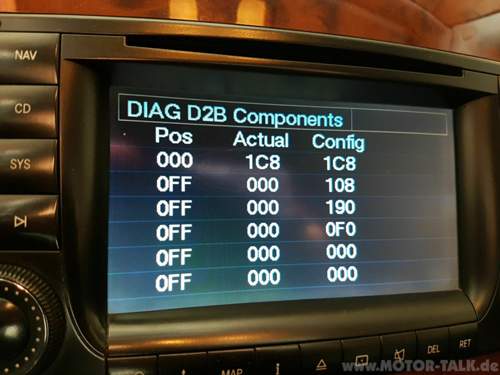 NAV
CD
SYS
DIAG D2B Components
Pos Actual Config
000 1C8 1C8
0FF 000 108
0FF 000 190
0FF 000 0F0
0FF 000 000
0FF 000 000
MAP
DEL
RET
www.MOTOR-TALK.de